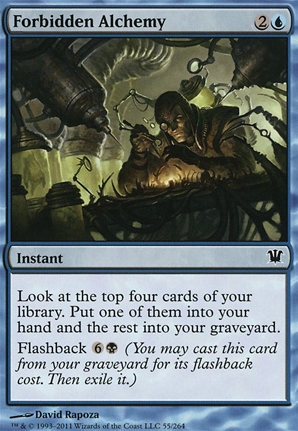 Forbidden Alchemy 2
Instant
Look at the top four cards of your
library. Put one of them into your
hand and the rest into your graveyard.
Flashback 6 (You may cast this card
from your graveyard for its flashback
cost. Then exile it.)
David Rapoza
™ & © 1993–2011 Wizards of the Coast LLC 55/264